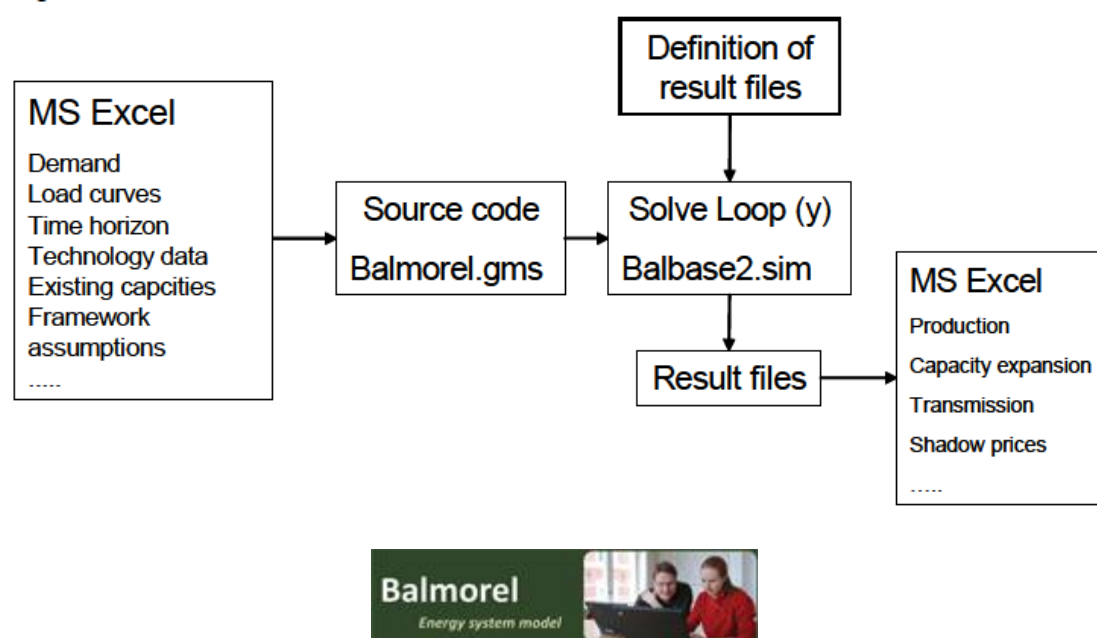 MS Excel
Demand
Load curves
Time horizon
Technology data
Existing capcities
Framework
assumptions
.....
Source code
Balmorel.gms
Definition of
result files
Solve Loop (y)
Balbase2.sim
Result files
MS Excel
Production
Capacity expansion
Transmission
Shadow prices
.....
Balmorel
Energy system model